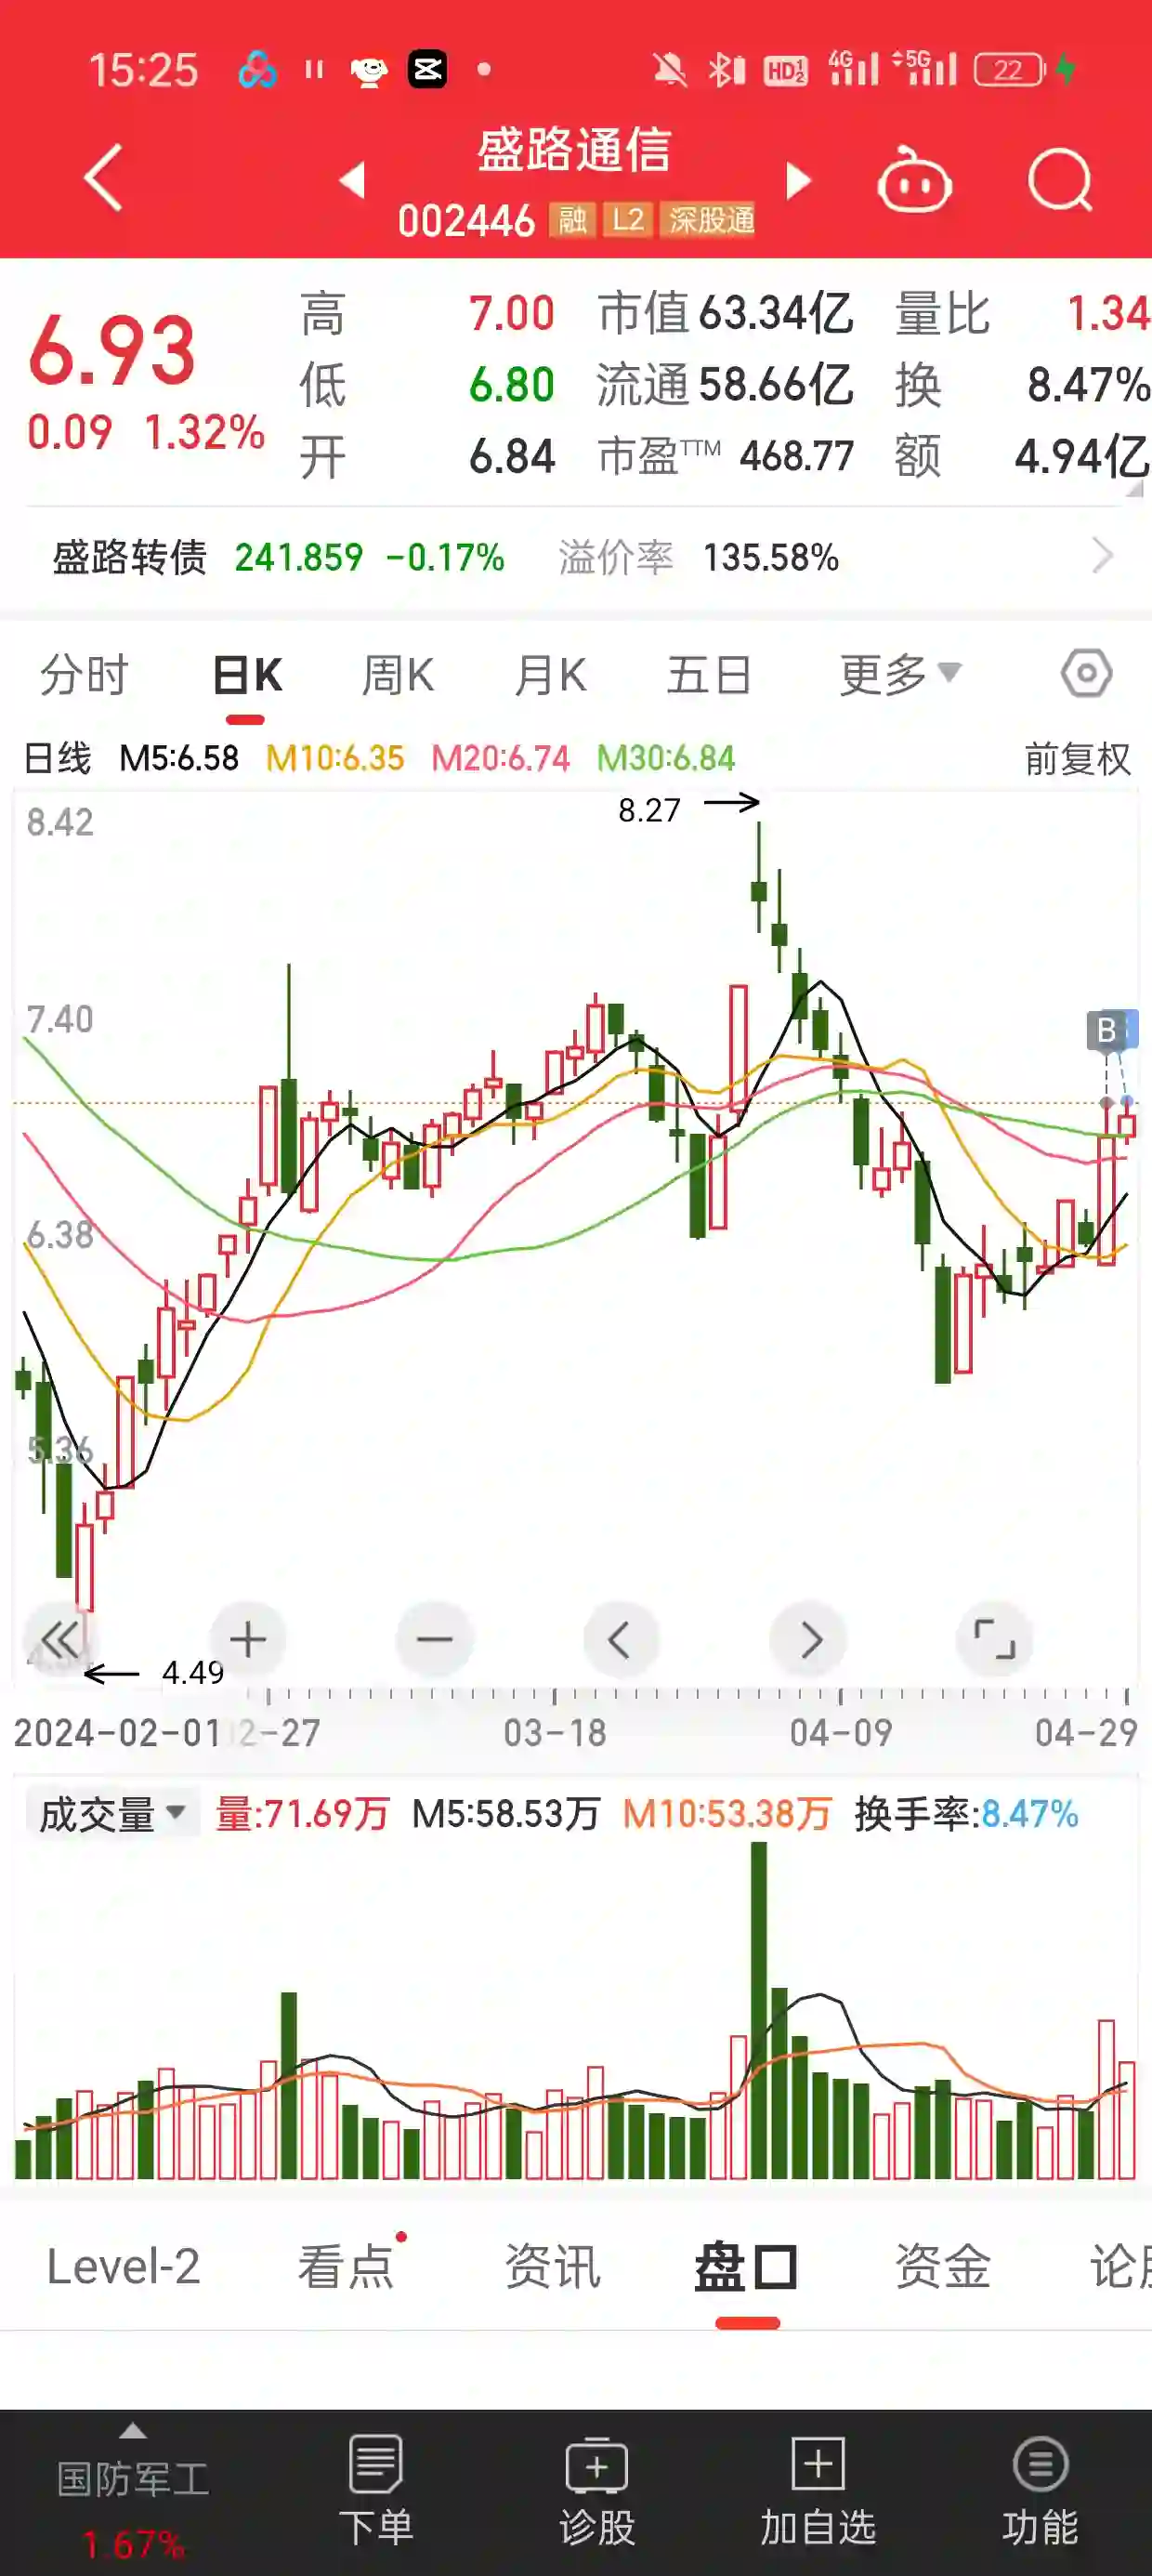 15:25 HD1 2 4G 5G 22
盛路通信
002446 融 L2 深股通
6.93
0.09 1.32%
高 7.00 市值 63.34亿 量比 1.34
低 6.80 流通 58.66亿 换 8.47%
开 6.84 市盈TTM 468.77 额 4.94亿
盛路转债 241.859 -0.17% 溢价率 135.58%
分时 日K 周K 月K 五日 更多
日线 M5:6.58 M10:6.35 M20:6.74 M30:6.84 前复权
8.42
8.27
7.40
B
6.38
5.36
4.49
2024-02-01 2-27 03-18 04-09 04-29
成交量 量:71.69万 M5:58.53万 M10:53.38万 换手率:8.47%
Level-2 看点 资讯 盘口 资金
国防军工
1.67%
下单 诊股 加自选 功能